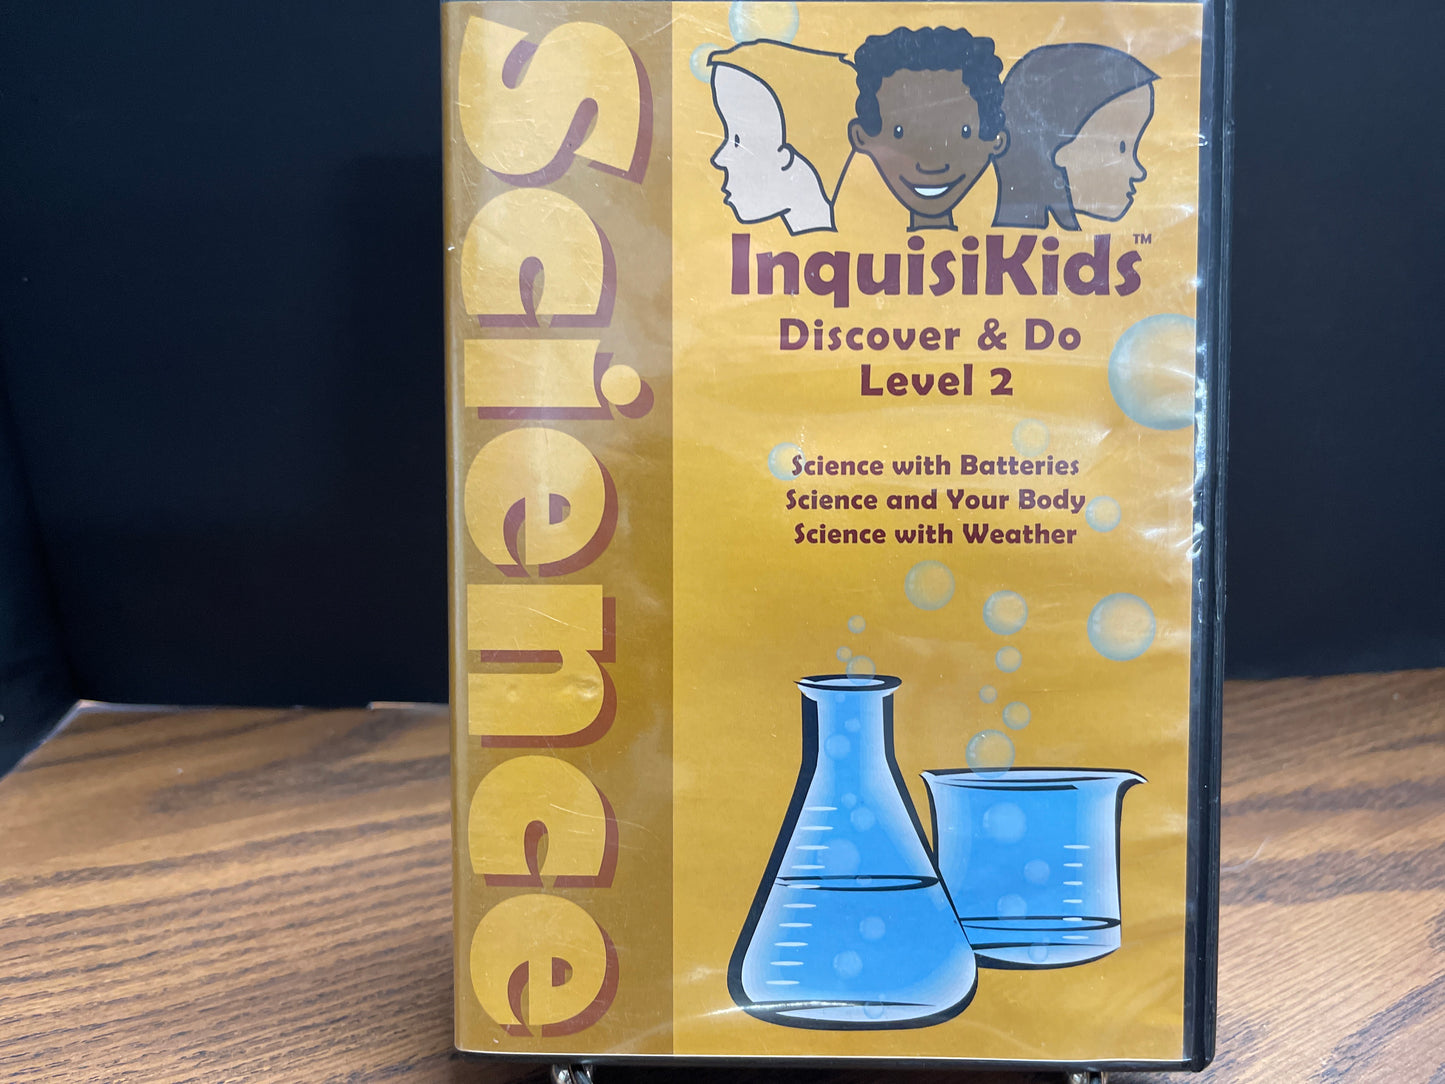 Science
InquisiKids™
Discover & Do
Level 2
Science with Batteries
Science and Your Body
Science with Weather